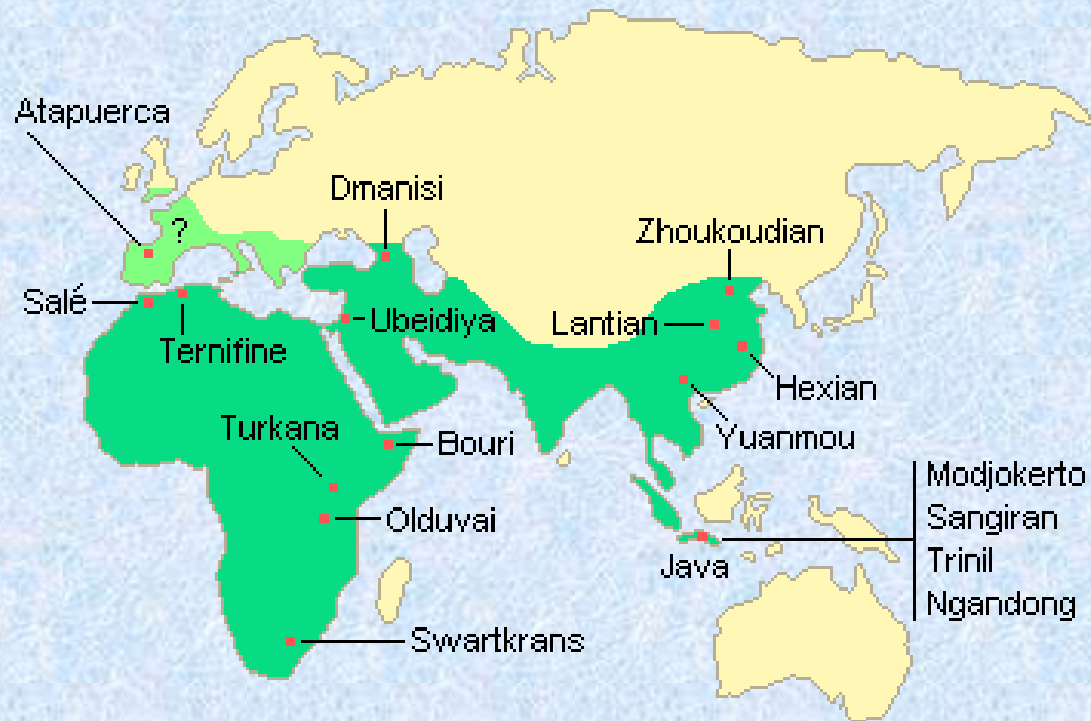 Atapuerca
Dmanisi
?
Zhoukoudian
Salé
Ubeidiya
Lantian
Ternifine
Hexian
Turkana
Bouri
Yuanmou
Modjokerto
Olduvai
Sangiran
Java
Trinil
Ngandong
Swartkrans